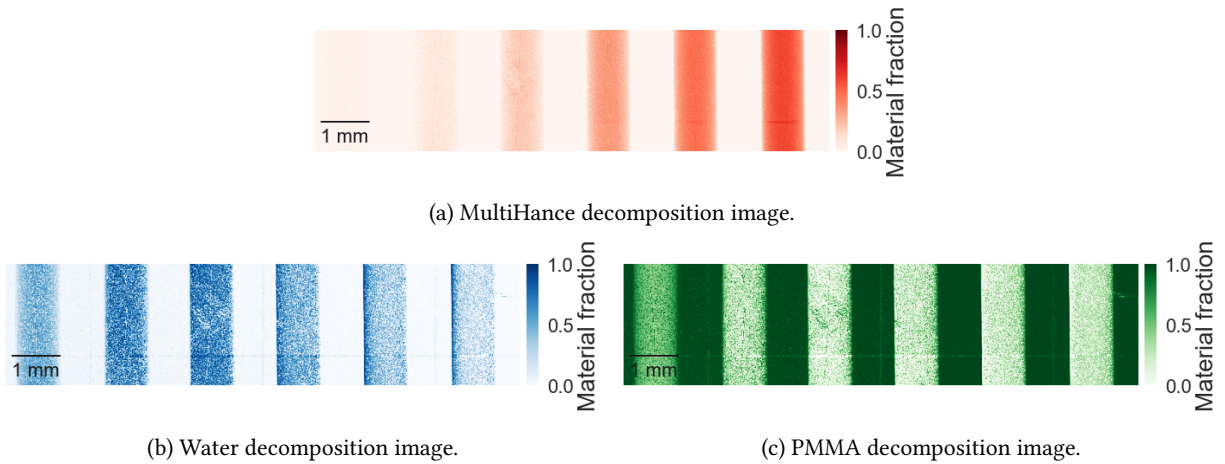 1.0
0.5
0.0
Material fraction
1 mm
(a) MultiHance decomposition image.
1.0
0.5
0.0
Material fraction
1 mm
(b) Water decomposition image.
1.0
0.5
0.0
Material fraction
1 mm
(c) PMMA decomposition image.